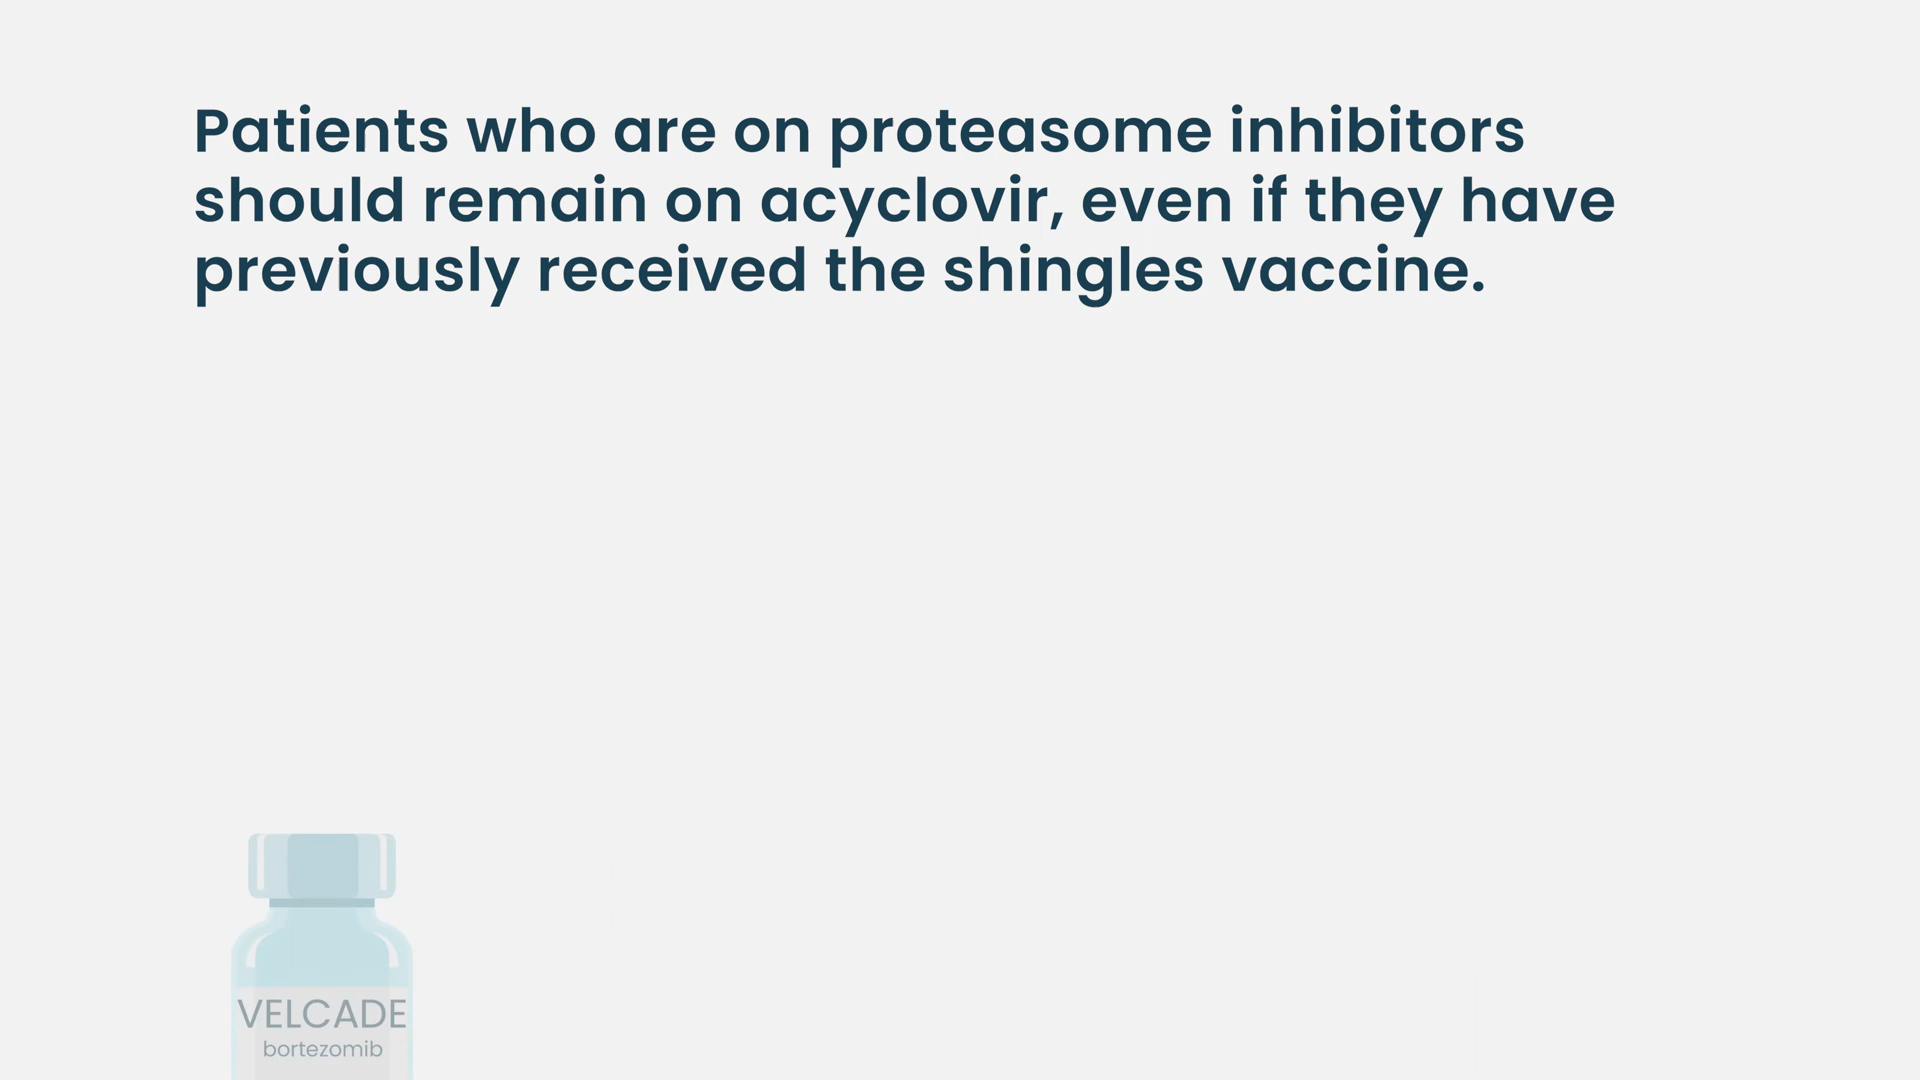 Patients who are on proteasome inhibitors
should remain on acyclovir, even if they have
previously received the shingles vaccine.
VELCADE
bortezomib